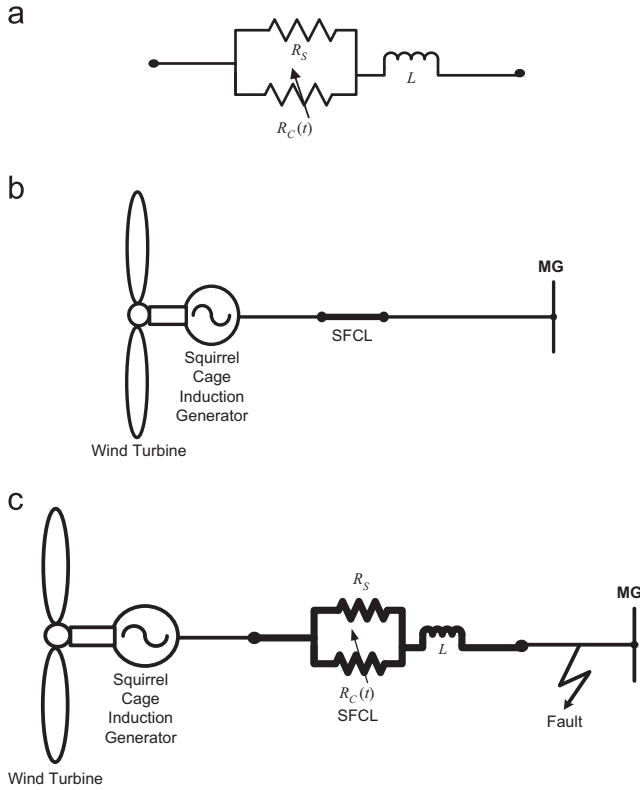 a
R_S
L
R_C(t)
b
MG
SFCL
Squirrel
Cage
Induction
Generator
Wind Turbine
c
R_S
MG
L
R_C(t)
SFCL
Squirrel
Cage
Induction
Generator
Fault
Wind Turbine